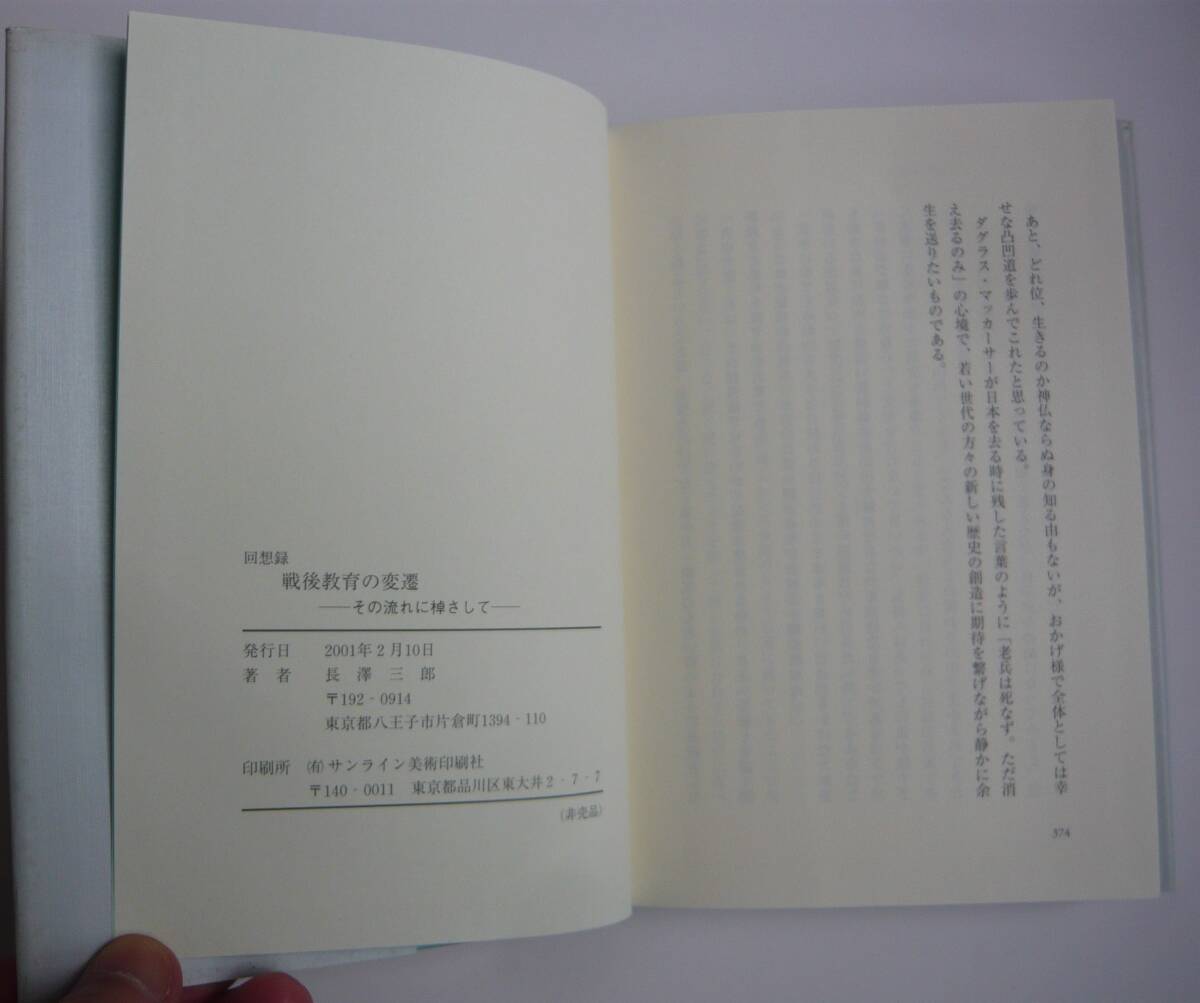 あと、どれ位、生きるのか神仏ならぬ身の知る由もないが、おかげ様で全体としては幸
せな凸凹道を歩んでこれたと思っている。
ダグラス・マッカーサーが日本を去る時に残した言葉のように「老兵は死なず。ただ消
え去るのみ」の心境で、若い世代の方々の新しい歴史の創造に期待を繋げながら静かに余
生を送りたいものである。
374
回想録
戦後教育の変遷
――その流れに棹さして――
発行日 2001年2月10日
著者 長澤三郎
〒192‐0914
東京都八王子市片倉町1394‐110
印刷所 ㈲サンライン美術印刷社
〒140‐0011 東京都品川区東大井2‐7‐7
(非売品)